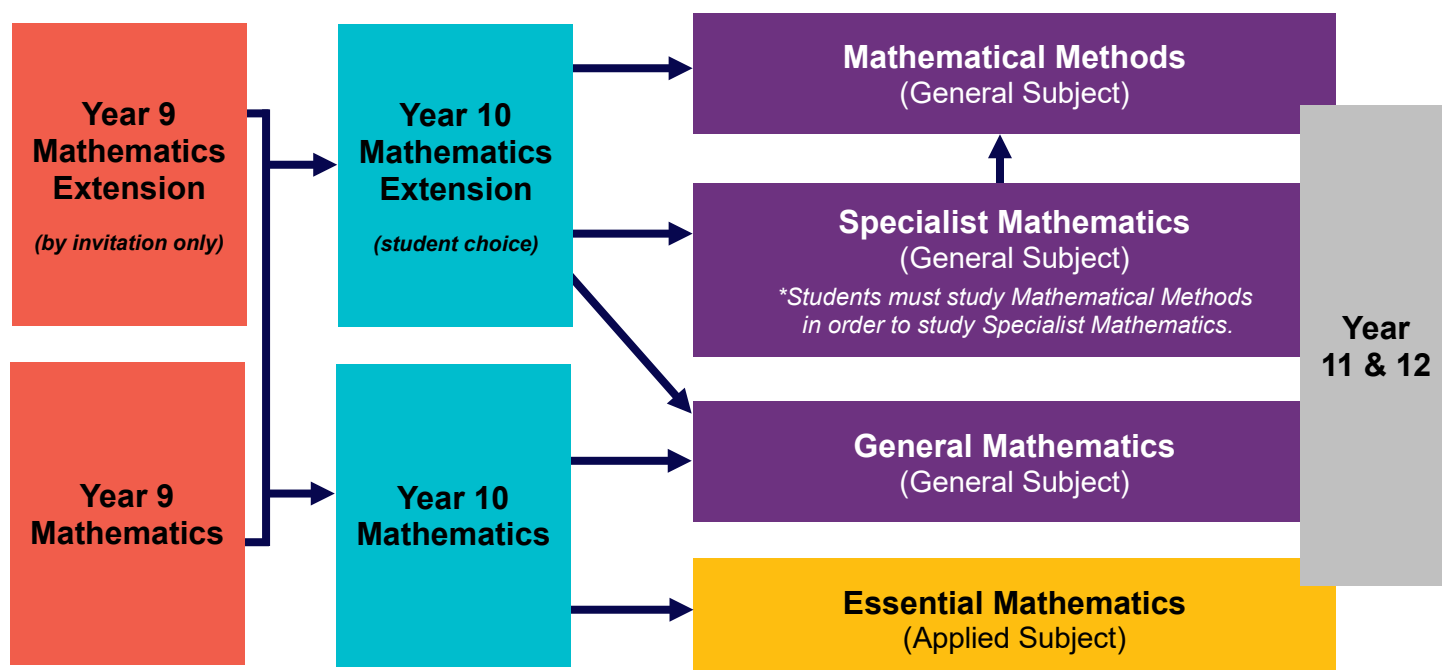 Year 9
Mathematics
Extension
(by invitation only)
Year 10
Mathematics
Extension
(student choice)
Mathematical Methods
(General Subject)
Specialist Mathematics
(General Subject)
*Students must study Mathematical Methods
in order to study Specialist Mathematics.
Year
11 & 12
Year 9
Mathematics
Year 10
Mathematics
General Mathematics
(General Subject)
Essential Mathematics
(Applied Subject)